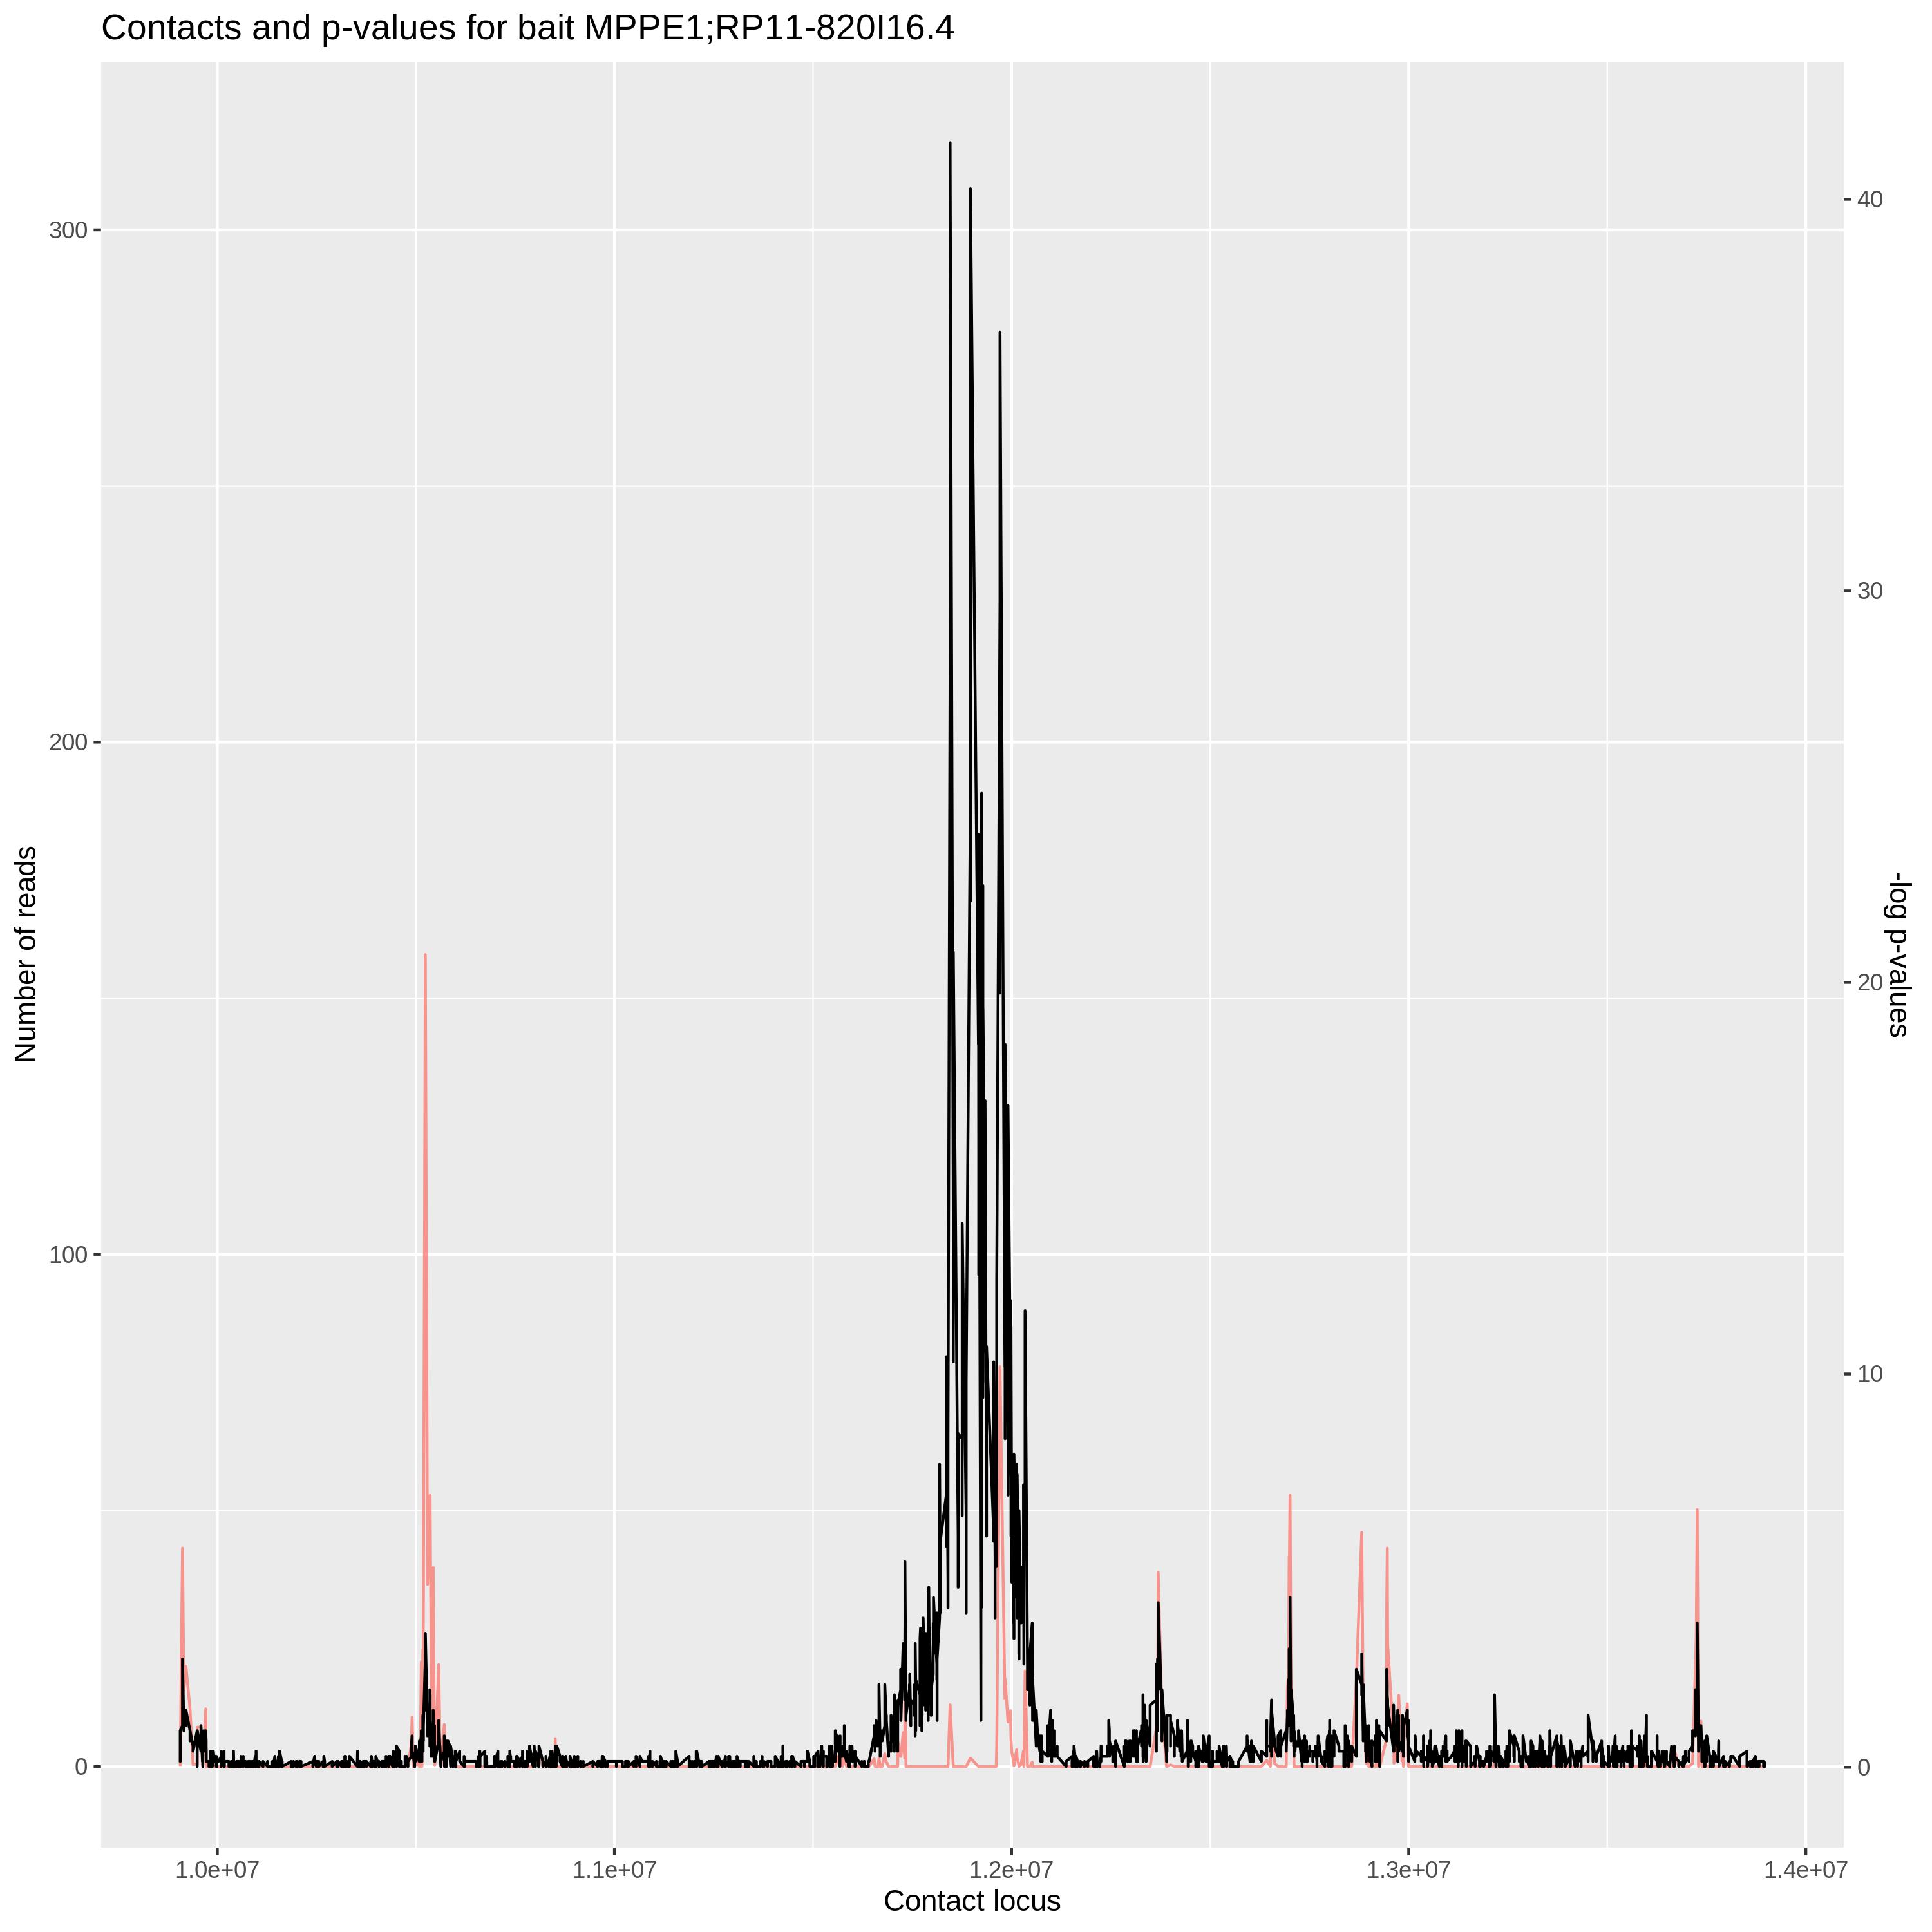 Contacts and p-values for bait MPPE1;RP11-820I16.4
Number of reads
300
200
100
0
40
30
20
10
0
-log p-values
1.0e+07
1.1e+07
1.2e+07
1.3e+07
1.4e+07
Contact locus